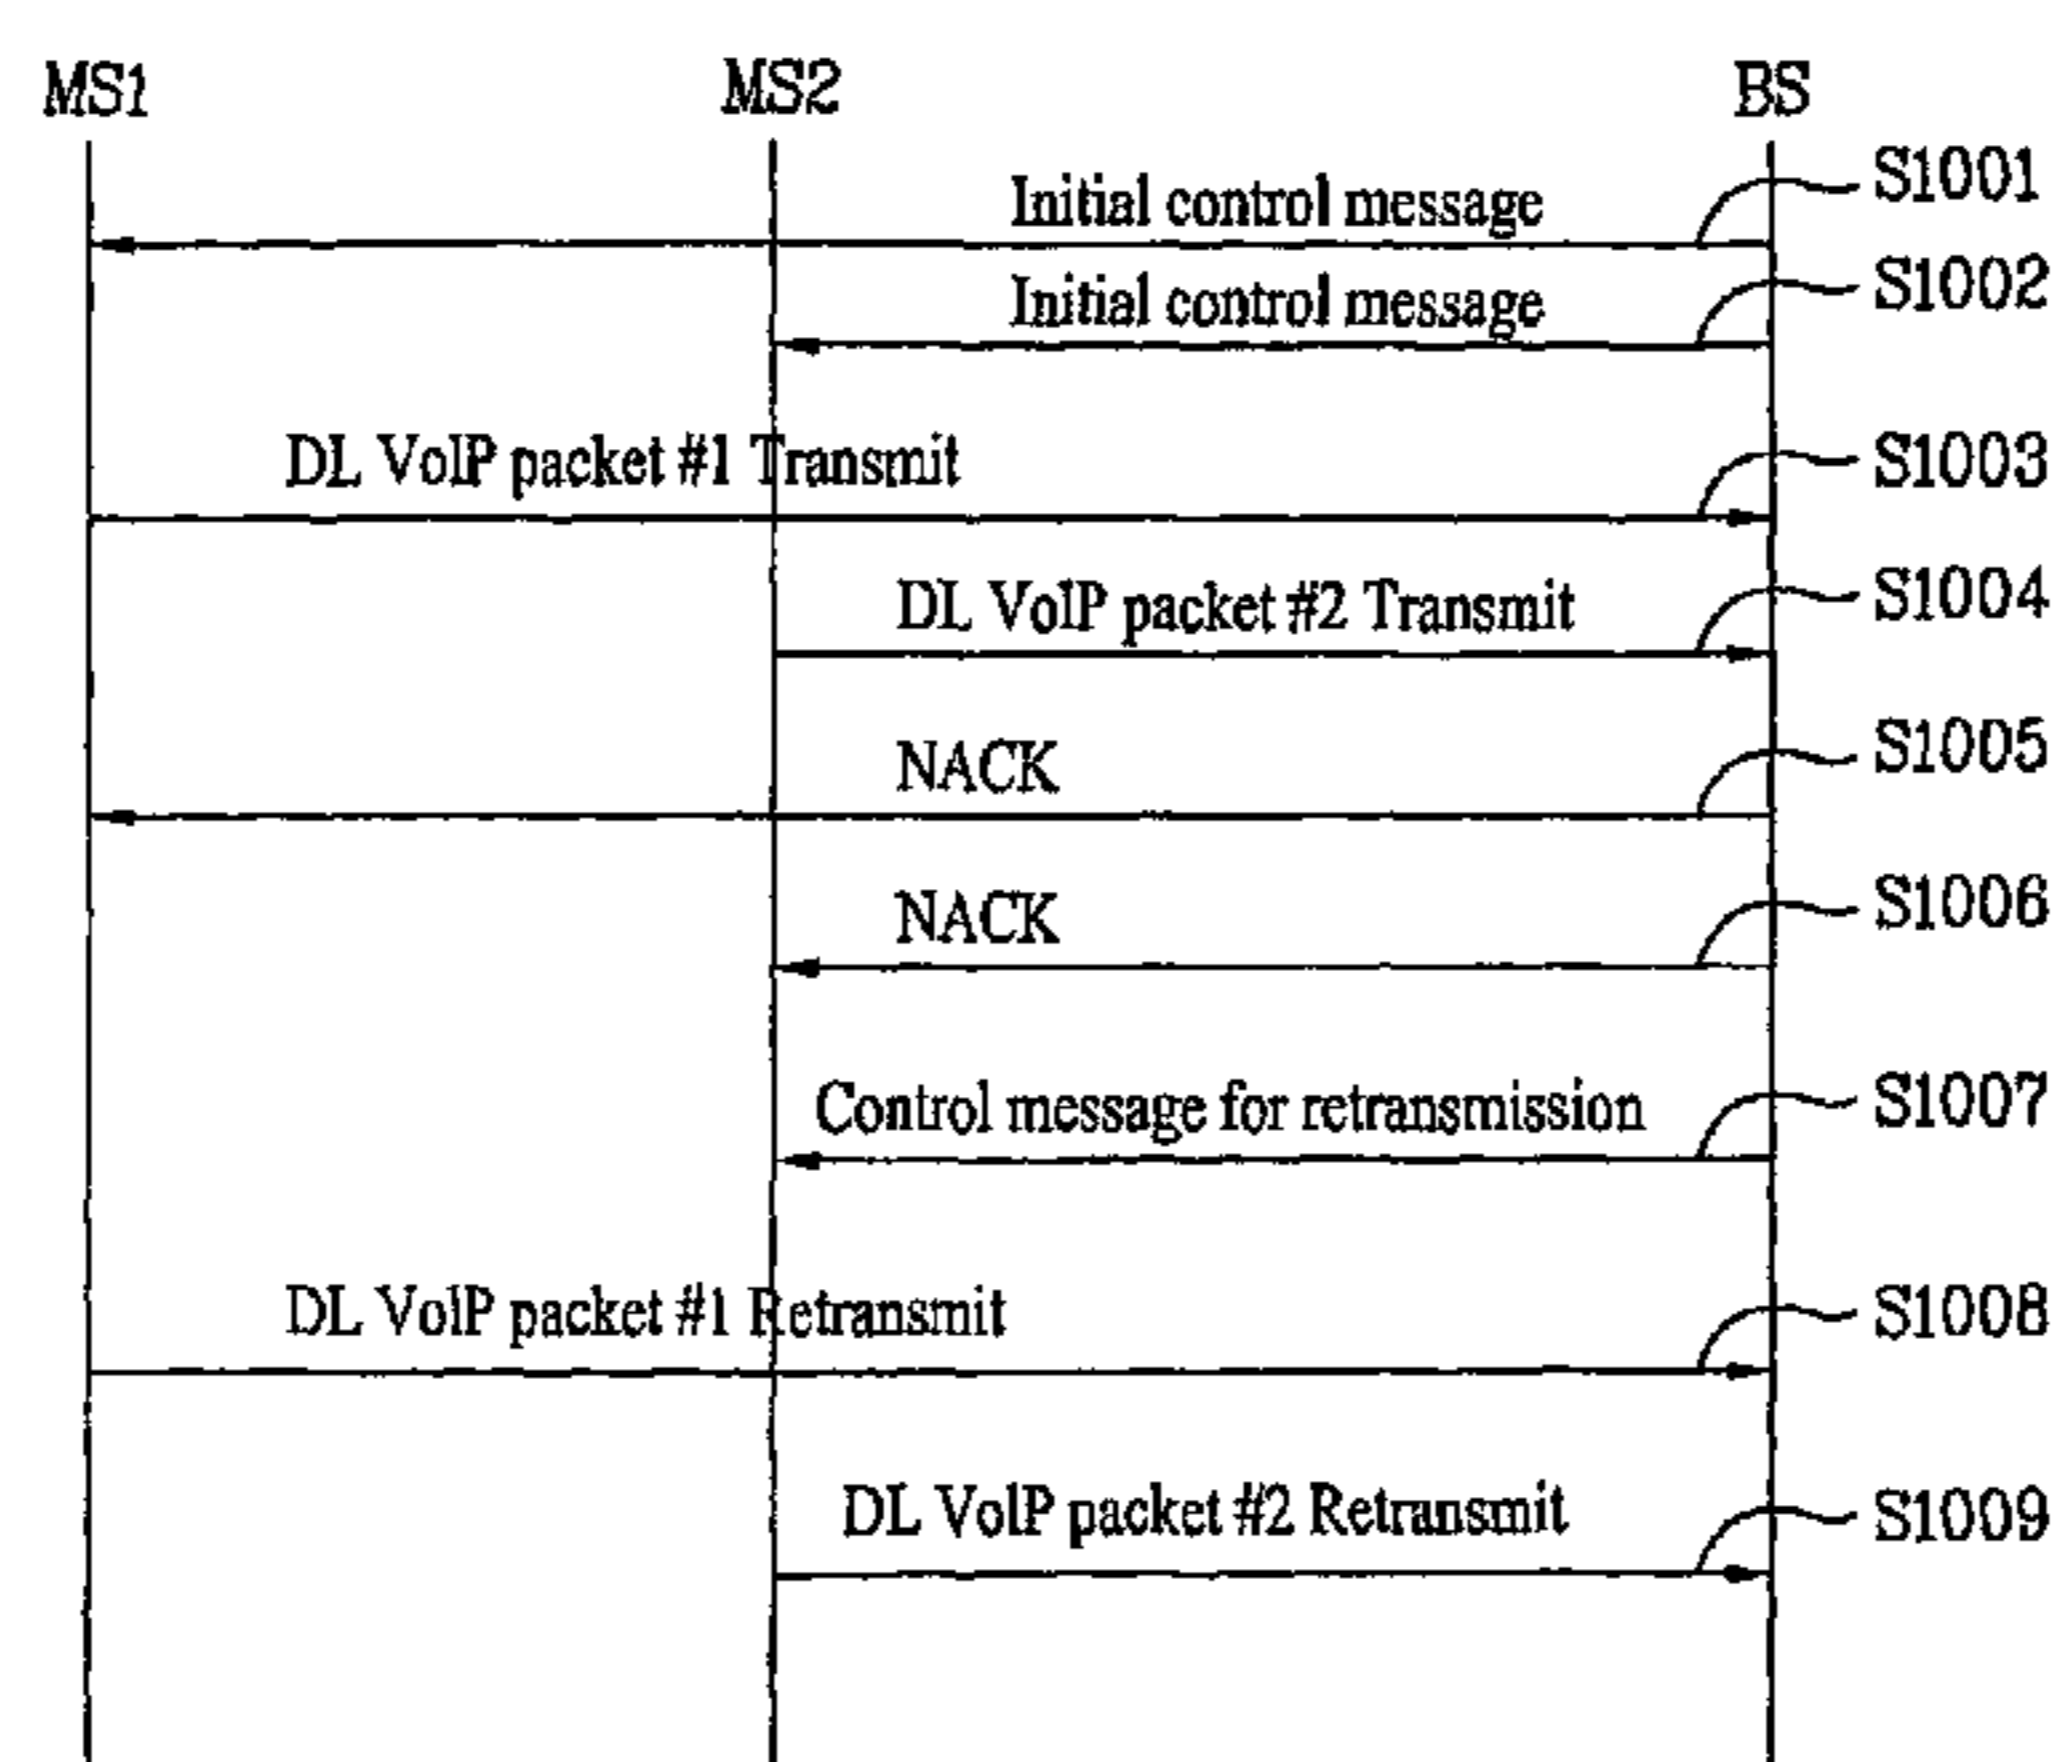 MS1 MS2 BS
S1001
Initial control message
S1002
Initial control message
S1003
DL VoIP packet #1 Transmit
S1004
DL VoIP packet #2 Transmit
S1005
NACK
S1006
NACK
S1007
Control message for retransmission
S1008
DL VoIP packet #1 Retransmit
S1009
DL VoIP packet #2 Retransmit